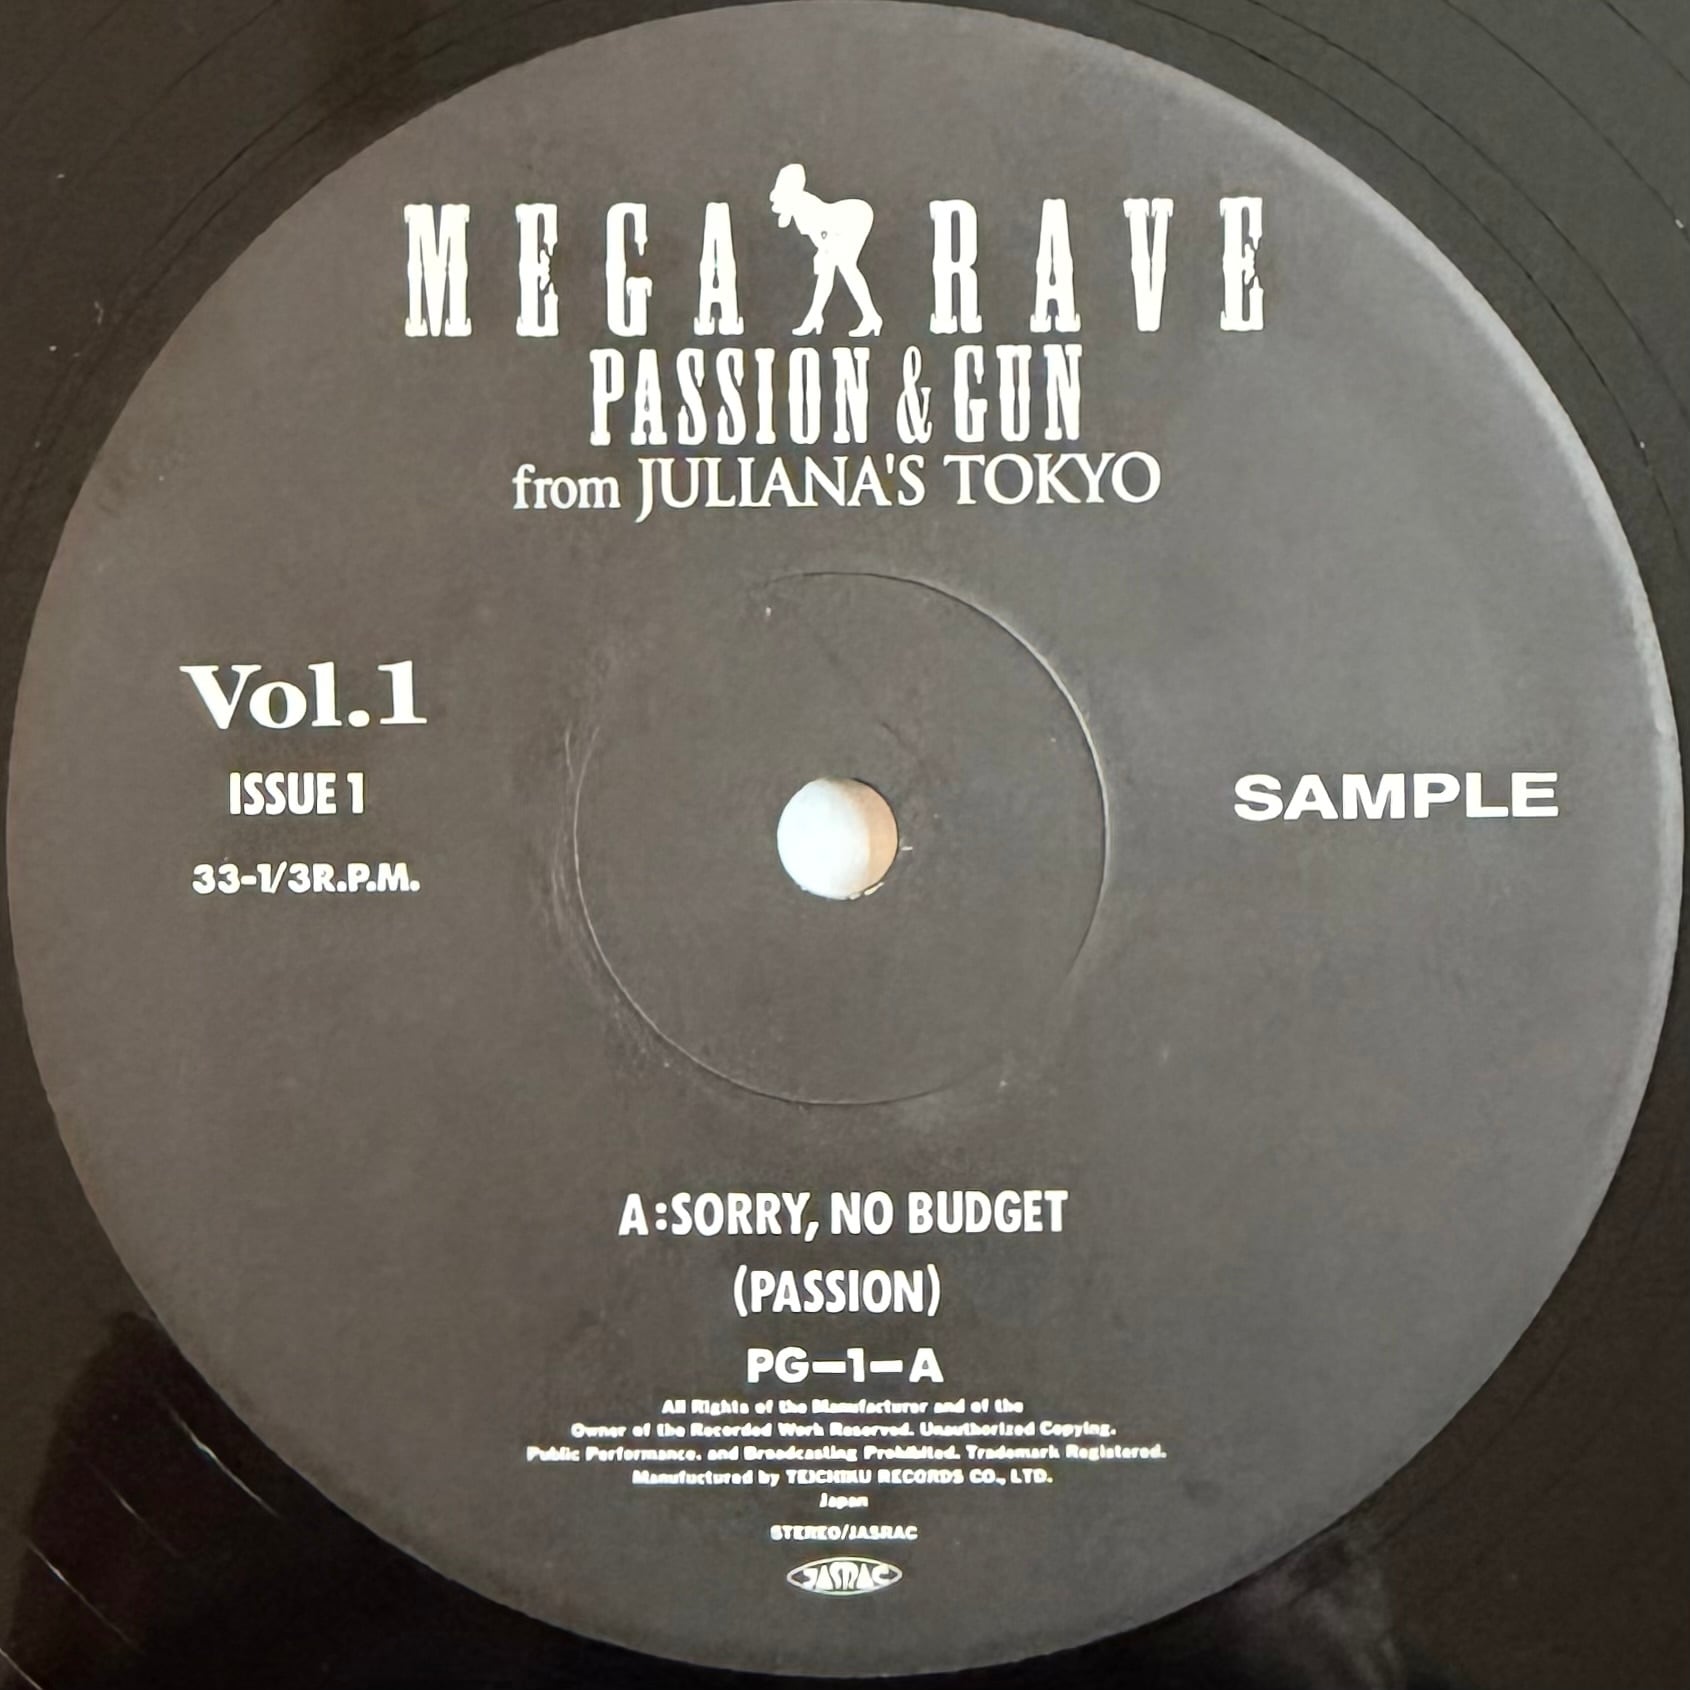 MEGA RAVE
PASSION & GUN
from JULIANA'S TOKYO
Vol.1
ISSUE 1
33-1/3R.P.M.
SAMPLE
A:SORRY, NO BUDGET
(PASSION)
PG-1-A
All Rights of the Manufacturer and of the
Owner of the Recorded Work Reserved. Unauthorized Copying.
Public Performance. and Broadcasting Prohibited. Trademark Registered.
Manufuctured by TEICHIKU RECORDS CO., LTD.
Japan
STEREO/JASRAC
JASRAC